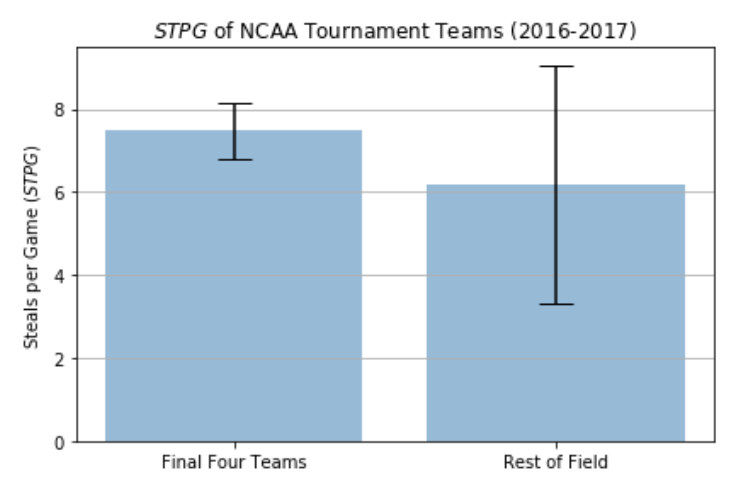 STPG of NCAA Tournament Teams (2016-2017)
Steals per Game (STPG)
8
6
4
2
0
Final Four Teams
Rest of Field